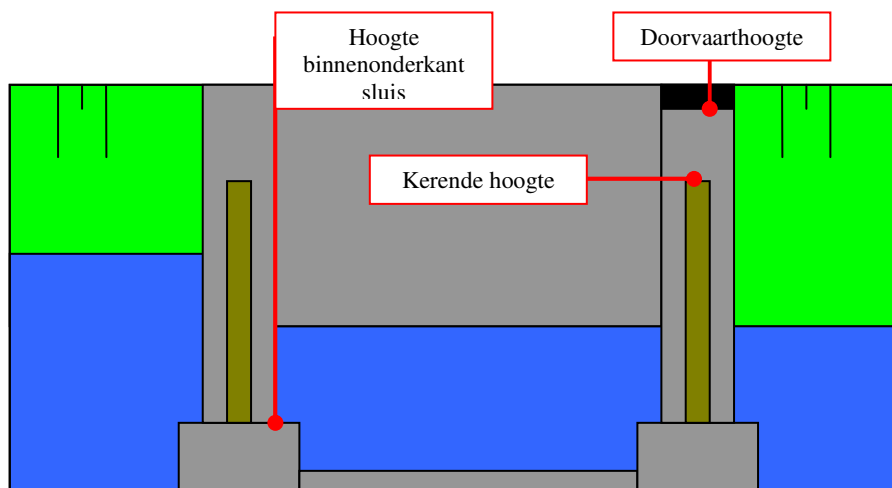 Hoogte
binnenonderkant
sluis
Doorvaarthoogte
Kerende hoogte